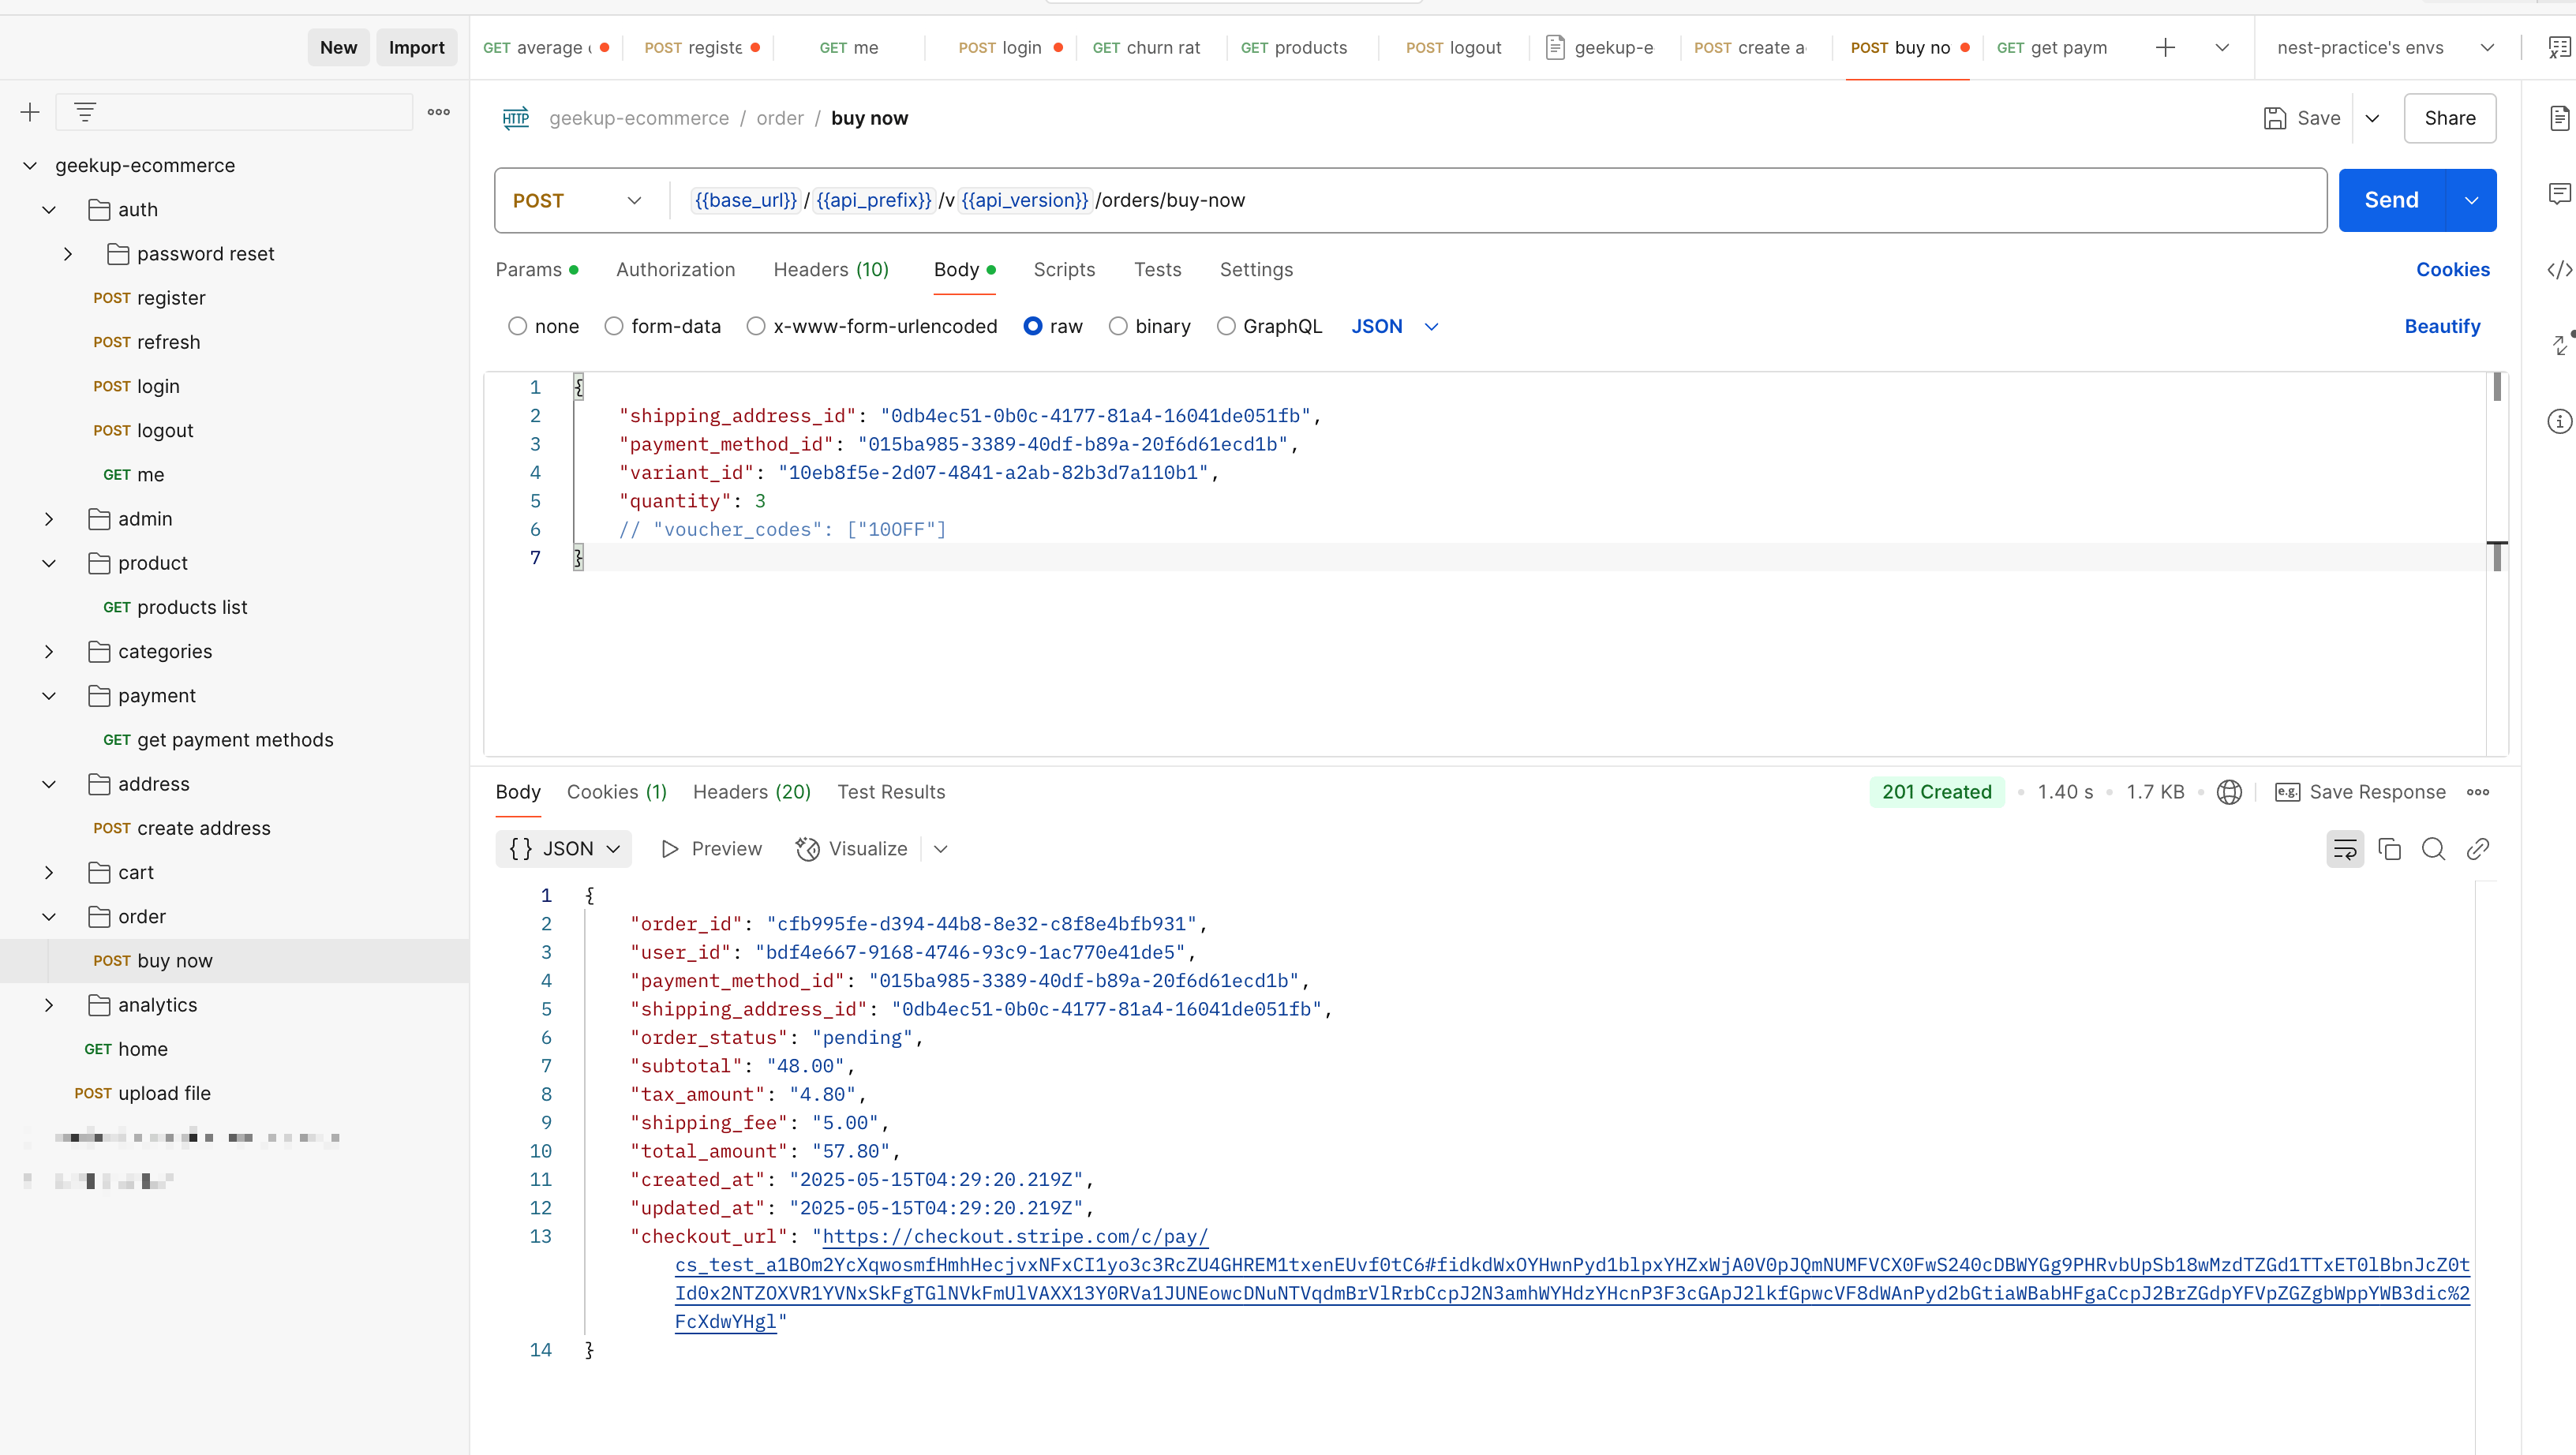 New Import
GET average POST registe GET me POST login GET churn rat GET products POST logout geekup-e POST create a POST buy no GET get paym nest-practice's envs
geekup-ecommerce / order / buy now Save Share
geekup-ecommerce
auth
password reset
POST register
POST refresh
POST login
POST logout
GET me
admin
product
GET products list
categories
payment
GET get payment methods
address
POST create address
cart
order
POST buy now
analytics
GET home
POST upload file
POST {{base_url}}/{{api_prefix}}/v{{api_version}}/orders/buy-now Send
Params Authorization Headers (10) Body Scripts Tests Settings Cookies
none form-data x-www-form-urlencoded raw binary GraphQL JSON Beautify
1 {
2 "shipping_address_id": "0db4ec51-0b0c-4177-81a4-16041de051fb",
3 "payment_method_id": "015ba985-3389-40df-b89a-20f6d61ecd1b",
4 "variant_id": "10eb8f5e-2d07-4841-a2ab-82b3d7a110b1",
5 "quantity": 3
6 // "voucher_codes": ["10OFF"]
7 }
Body Cookies (1) Headers (20) Test Results 201 Created 1.40 s 1.7 KB e.g. Save Response
{} JSON Preview Visualize
1 {
2 "order_id": "cfb995fe-d394-44b8-8e32-c8f8e4bfb931",
3 "user_id": "bdf4e667-9168-4746-93c9-1ac770e41de5",
4 "payment_method_id": "015ba985-3389-40df-b89a-20f6d61ecd1b",
5 "shipping_address_id": "0db4ec51-0b0c-4177-81a4-16041de051fb",
6 "order_status": "pending",
7 "subtotal": "48.00",
8 "tax_amount": "4.80",
9 "shipping_fee": "5.00",
10 "total_amount": "57.80",
11 "created_at": "2025-05-15T04:29:20.219Z",
12 "updated_at": "2025-05-15T04:29:20.219Z",
13 "checkout_url": "https://checkout.stripe.com/c/pay/
cs_test_a1BOm2YcXqwosmfHmhHecjvxNFxCI1yo3c3RcZU4GHREM1txenEUvf0tC6#fidkdWxOYHwnPyd1blpxYHZxWjA0V0pJQmNUMFVCX0FwS240cDBWYGg9PHRvbUpSb18wMzdTZGd1TTxET0lBbnJcZ0t
Id0x2NTZOXVR1YVNxSkFgTGlNVkFmUlVAXX13Y0RVa1JUNEowcDNuNTVqdmBrVlRrbCcpJ2N3amhWYHdzYHcnP3F3cGApJ2lkfGpwcVF8dWAnPyd2bGtiaWBabHFgaCcpJ2BrZGdpYFVpZGZgbWppYWB3dic%2
FcXdwYHgl"
14 }